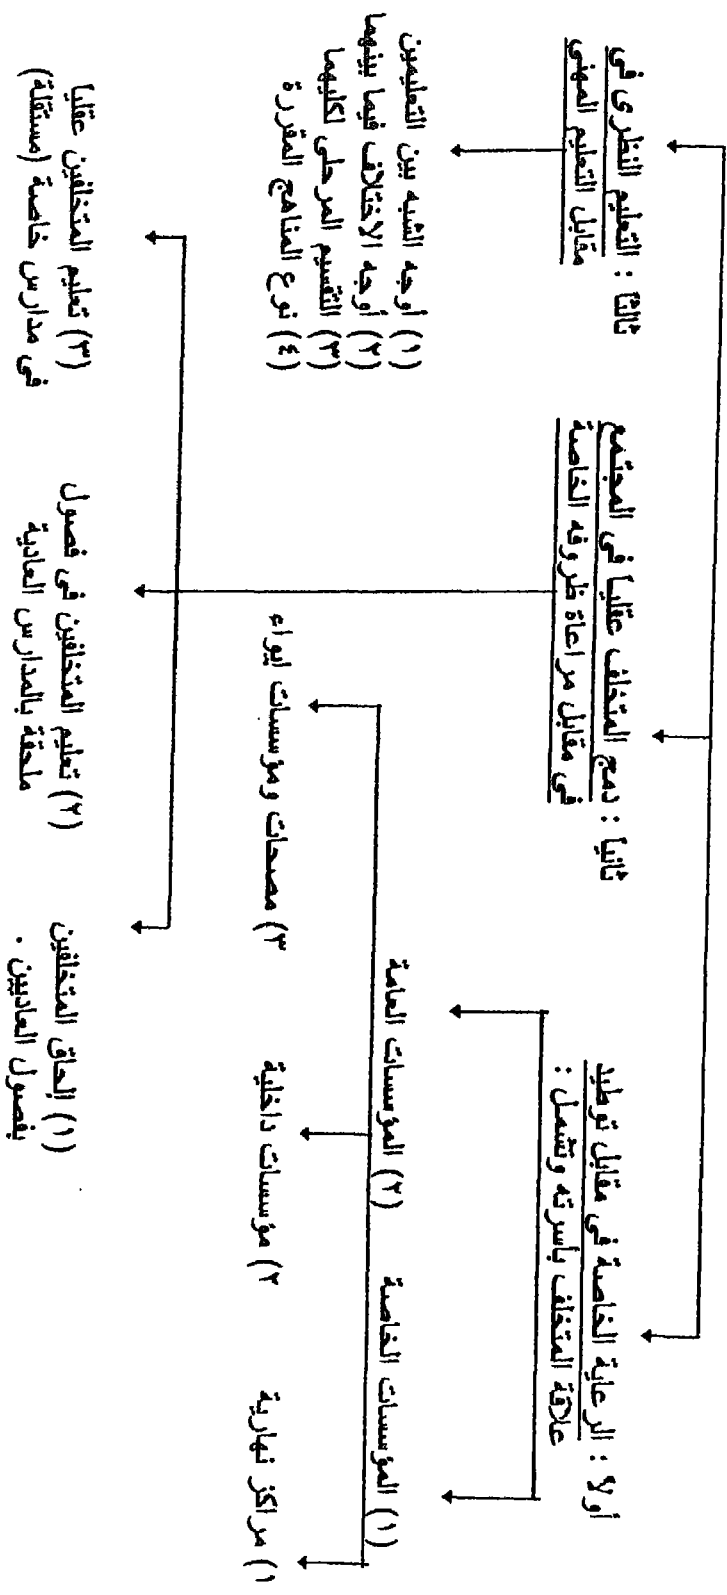 أولاً : الرعاية الخاصة في مقابل توطيد
علاقة المتخلف بأسرته وتشمل :
(١) المؤسسات الخاصة
(٢) المؤسسات العامة
١) مراكز نهارية
٢) مؤسسات داخلية
٣) مصحات ومؤسسات ايواء
ثانياً : دمج المتخلف عقليا في المجتمع
في مقابل مراعاة ظروفه الخاصة
(١) إلحاق المتخلفين
بفصول العاديين .
(٢) تعليم المتخلفين في فصول
ملحقة بالمدارس العادية
(٣) تعليم المتخلفين عقليا
في مدارس خاصة (مستقلة)
ثالثاً : التعليم النظرى في
مقابل التعليم المهنى
(١) أوجه الشبه بين التعليمين
(٢) أوجه الاختلاف فيما بينهما
(٣) التقسيم المرحلى لكليهما
(٤) نوع المناهج المقررة